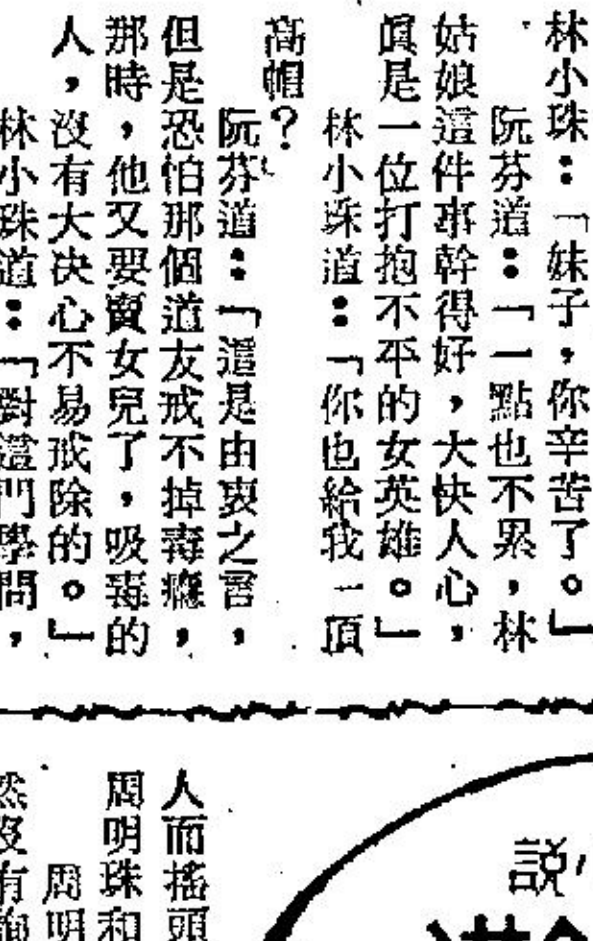 林小珠：「妹子，你辛苦了。」
阮芬道：「一點也不累，林
姑娘這件事幹得好，大快人心，
眞是一位打抱不平的女英雄。」
林小珠道：「你也給我一頂
高帽？
阮芬道：「這是由衷之言，
但是恐怕那個道友戒不掉毒癮，
那時，他又要賣女兒了，吸毒的
人，沒有大决心不易戒除的。」
林小珠道：「對這門學問，
說
人而搖頭
周明珠和
周明
然沒有